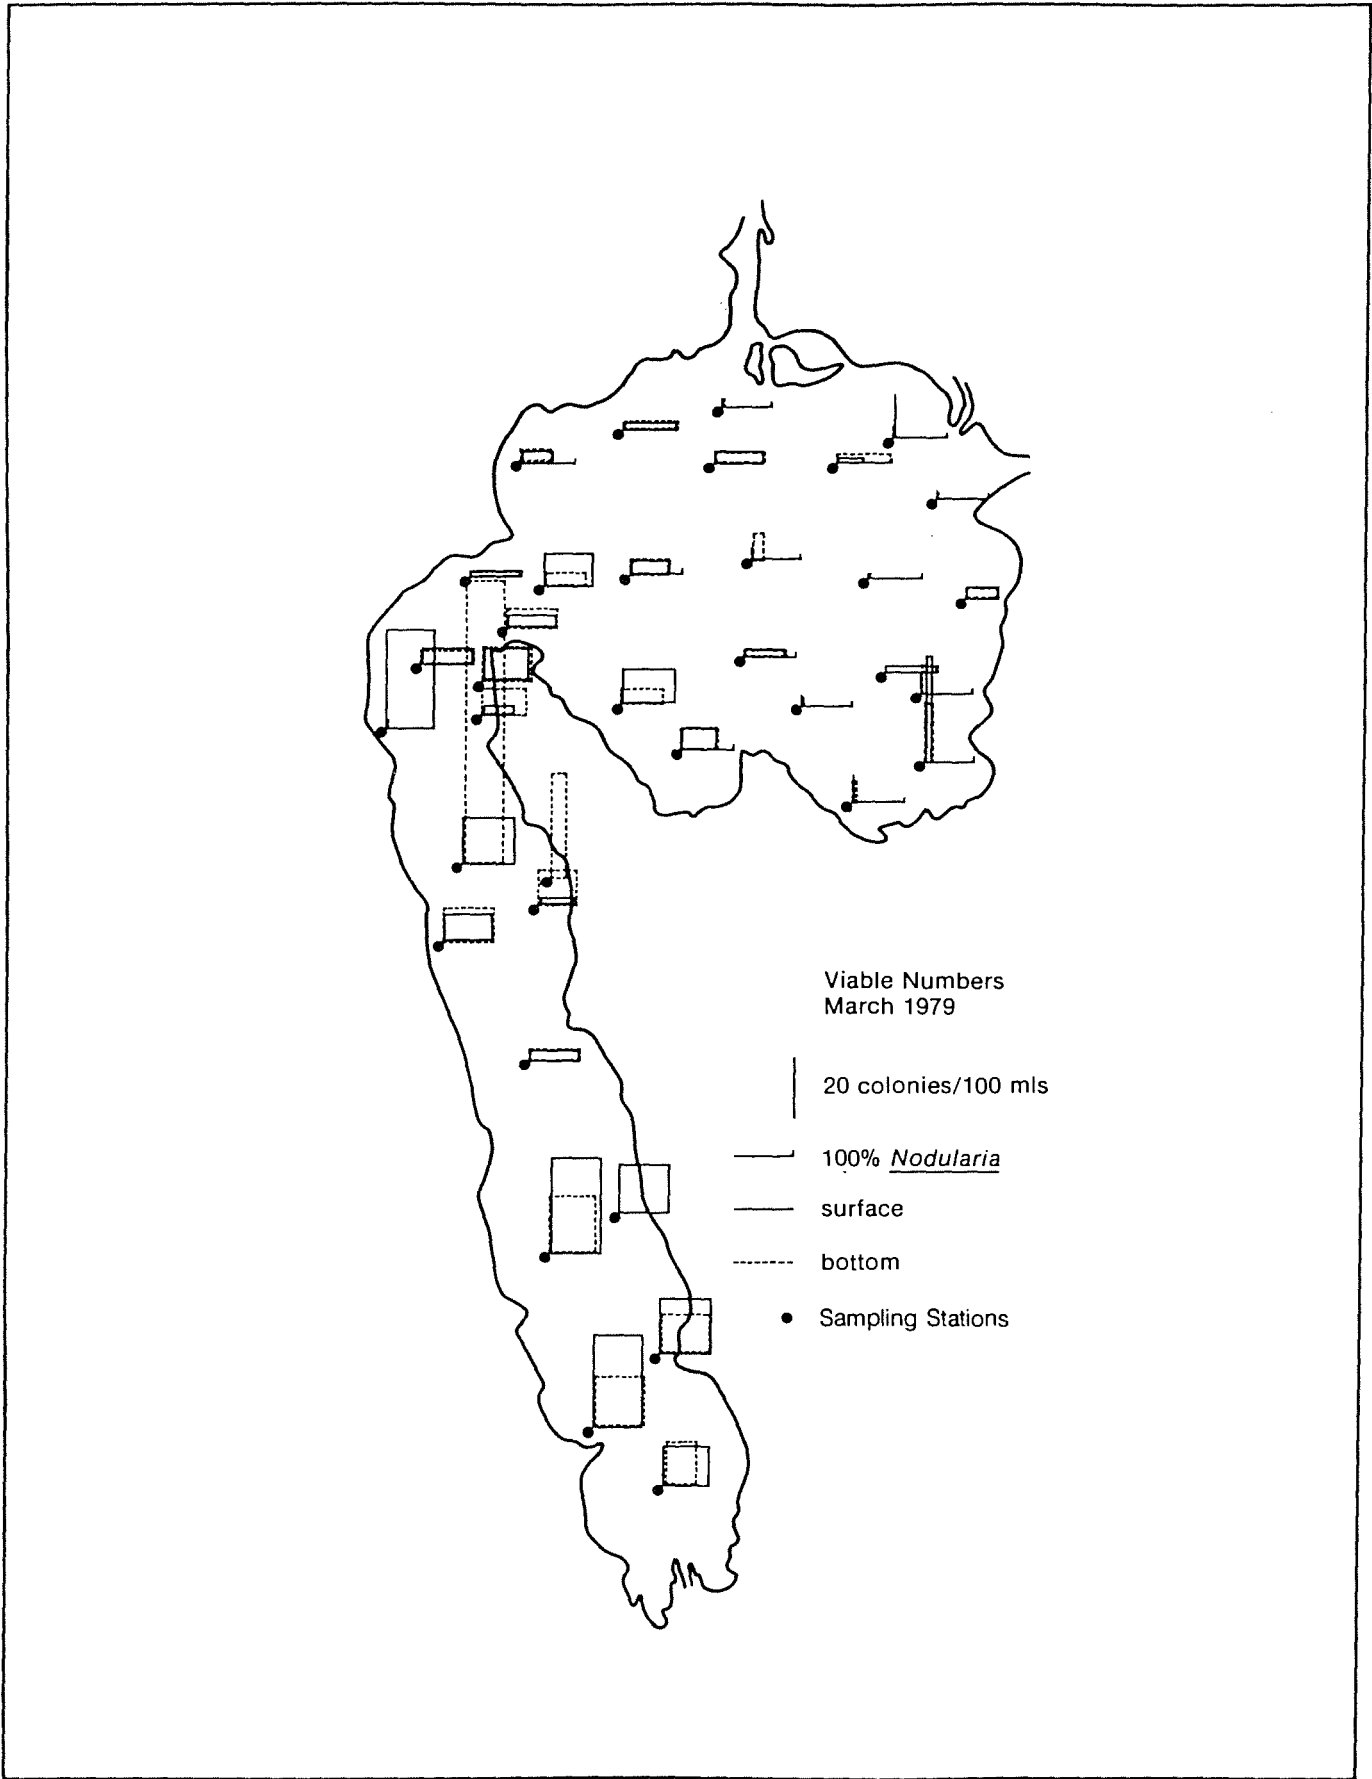 Viable Numbers
March 1979
20 colonies/100 mls
100% Nodularia
surface
bottom
Sampling Stations